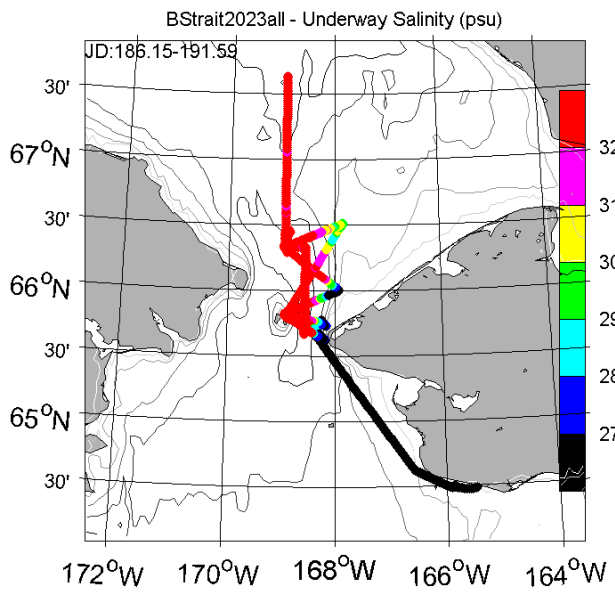 BStrait2023all - Underway Salinity (psu)
JD:186.15-191.59
30'
67°N
30'
66°N
30'
65°N
30'
172°W 170°W 168°W 166°W 164°W
32
31
30
29
28
27